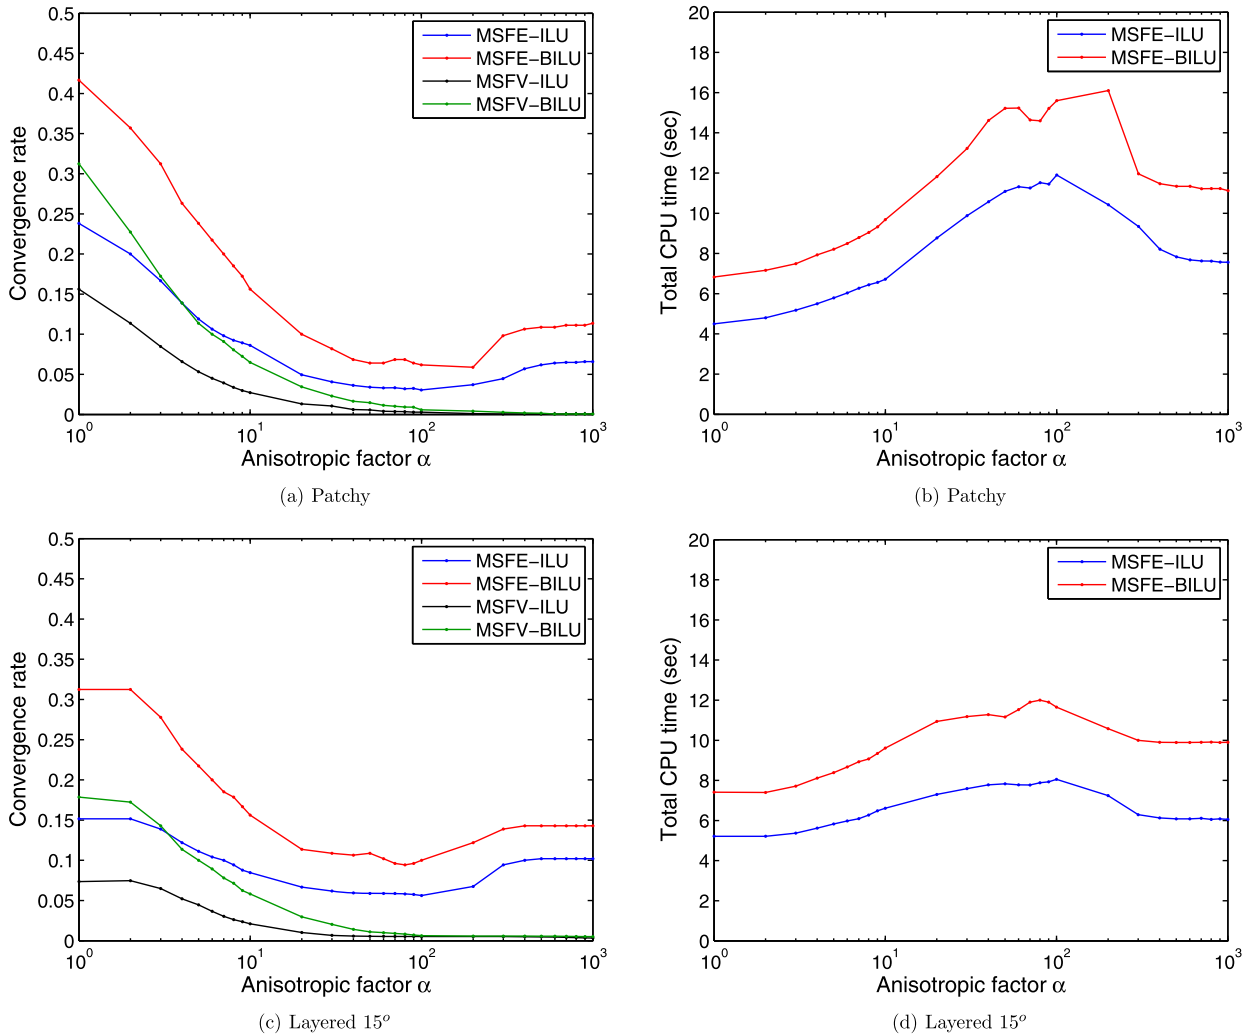 0.5
0.45
0.4
0.35
0.3
0.25
0.2
0.15
0.1
0.05
0
Convergence rate
MSFE−ILU
MSFE−BILU
MSFV−ILU
MSFV−BILU
10^0
10^1
10^2
10^3
Anisotropic factor α
(a) Patchy
20
18
16
14
12
10
8
6
4
2
0
Total CPU time (sec)
MSFE−ILU
MSFE−BILU
10^0
10^1
10^2
10^3
Anisotropic factor α
(b) Patchy
0.5
0.45
0.4
0.35
0.3
0.25
0.2
0.15
0.1
0.05
0
Convergence rate
MSFE−ILU
MSFE−BILU
MSFV−ILU
MSFV−BILU
10^0
10^1
10^2
10^3
Anisotropic factor α
(c) Layered 15^o
20
18
16
14
12
10
8
6
4
2
0
Total CPU time (sec)
MSFE−ILU
MSFE−BILU
10^0
10^1
10^2
10^3
Anisotropic factor α
(d) Layered 15^o